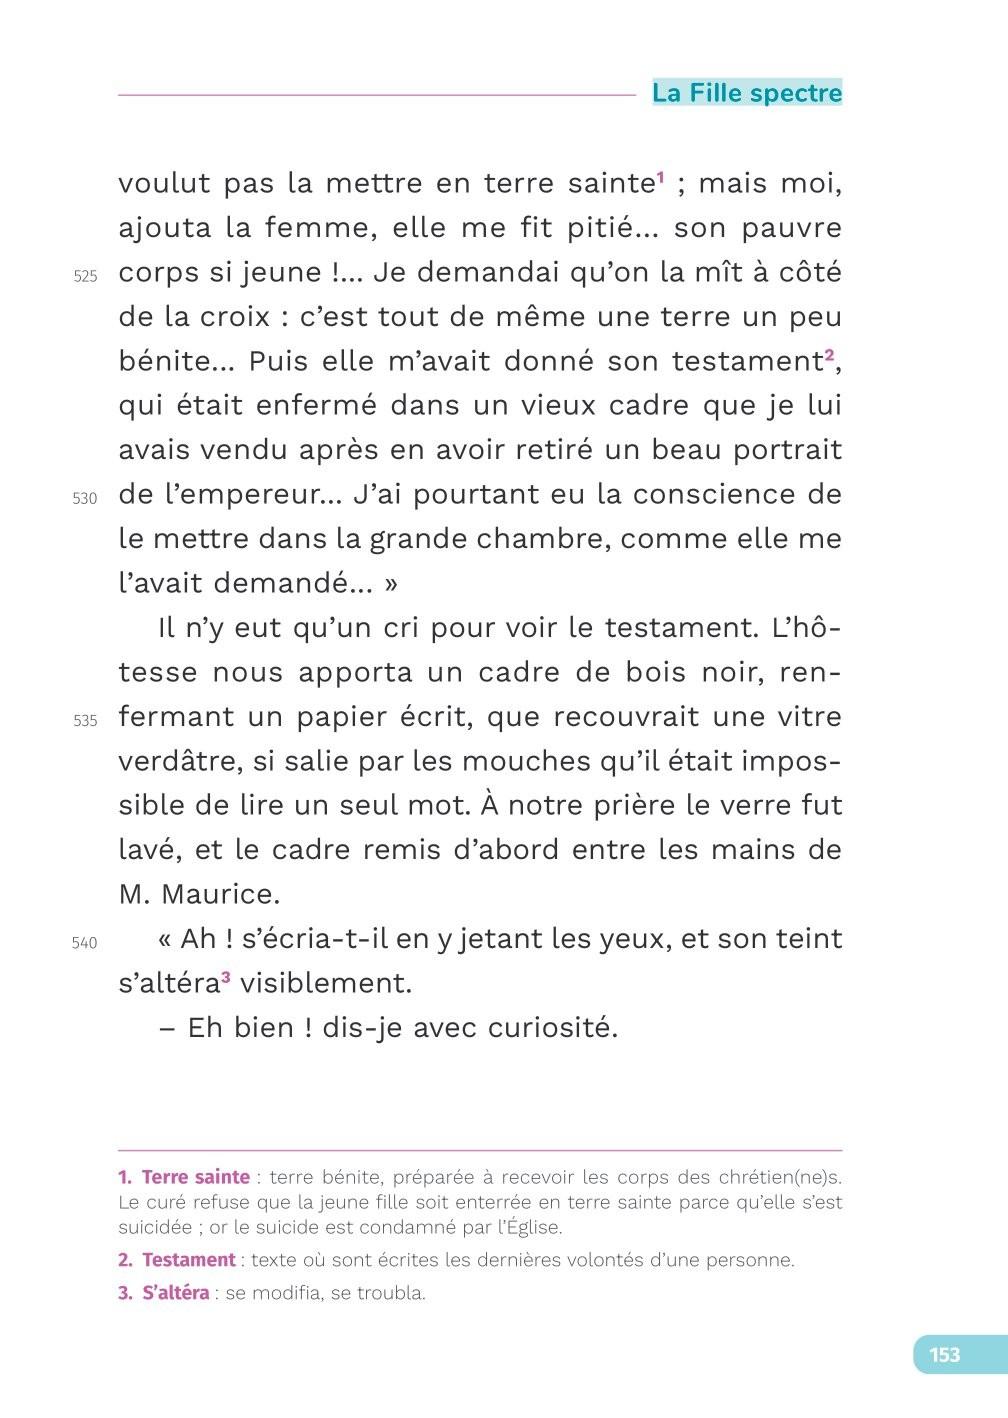 La Fille spectre
voulut pas la mettre en terre sainte¹ ; mais moi,
ajouta la femme, elle me fit pitié… son pauvre
525 corps si jeune !… Je demandai qu’on la mît à côté
de la croix : c’est tout de même une terre un peu
bénite… Puis elle m’avait donné son testament²,
qui était enfermé dans un vieux cadre que je lui
avais vendu après en avoir retiré un beau portrait
530 de l’empereur… J’ai pourtant eu la conscience de
le mettre dans la grande chambre, comme elle me
l’avait demandé… »
Il n’y eut qu’un cri pour voir le testament. L’hô-
tesse nous apporta un cadre de bois noir, ren-
535 fermant un papier écrit, que recouvrait une vitre
verdâtre, si salie par les mouches qu’il était impos-
sible de lire un seul mot. À notre prière le verre fut
lavé, et le cadre remis d’abord entre les mains de
M. Maurice.
540 « Ah ! s’écria-t-il en y jetant les yeux, et son teint
s’altéra³ visiblement.
– Eh bien ! dis-je avec curiosité.
1. Terre sainte : terre bénite, préparée à recevoir les corps des chrétien(ne)s.
Le curé refuse que la jeune fille soit enterrée en terre sainte parce qu’elle s’est
suicidée ; or le suicide est condamné par l’Église.
2. Testament : texte où sont écrites les dernières volontés d’une personne.
3. S’altéra : se modifia, se troubla.
153